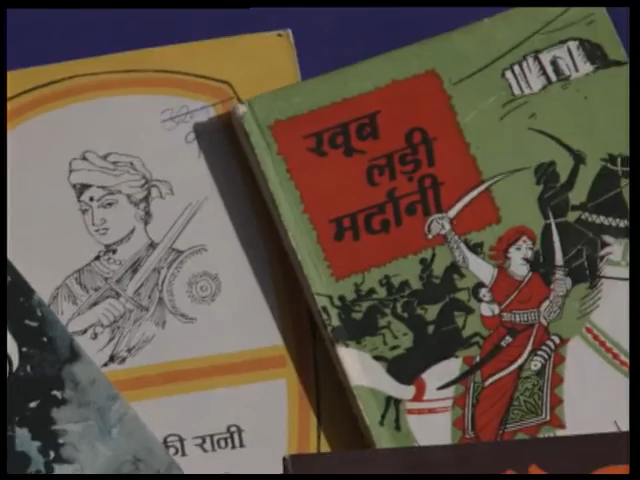 खूब
लड़ी
मर्दानी
की रानी